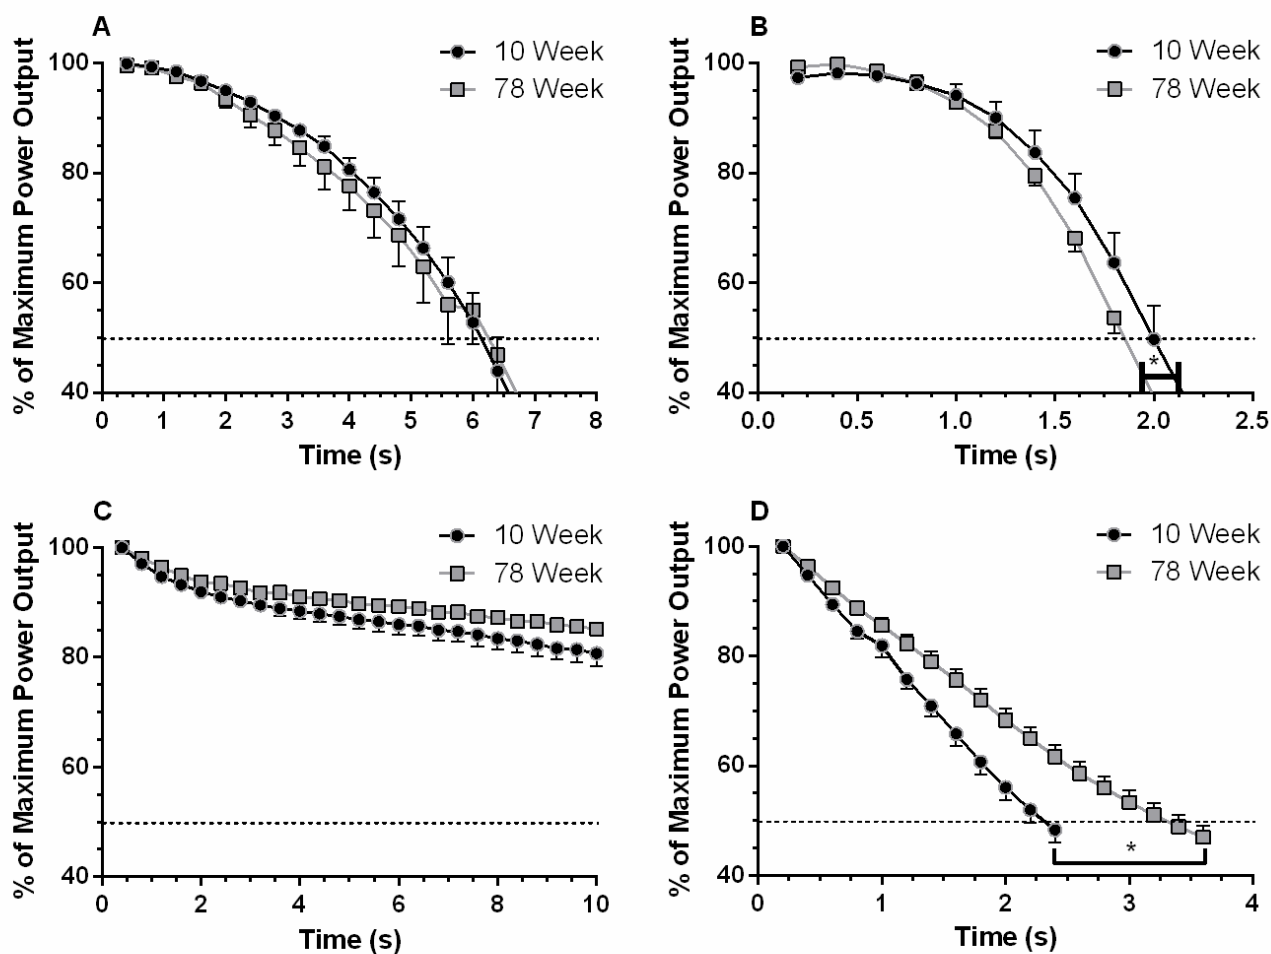 A
% of Maximum Power Output
100
80
60
40
0 1 2 3 4 5 6 7 8
Time (s)
10 Week
78 Week
B
% of Maximum Power Output
100
80
60
40
0.0 0.5 1.0 1.5 2.0 2.5
Time (s)
10 Week
78 Week
*
C
% of Maximum Power Output
100
80
60
40
0 2 4 6 8 10
Time (s)
10 Week
78 Week
D
% of Maximum Power Output
100
80
60
40
0 1 2 3 4
Time (s)
10 Week
78 Week
*